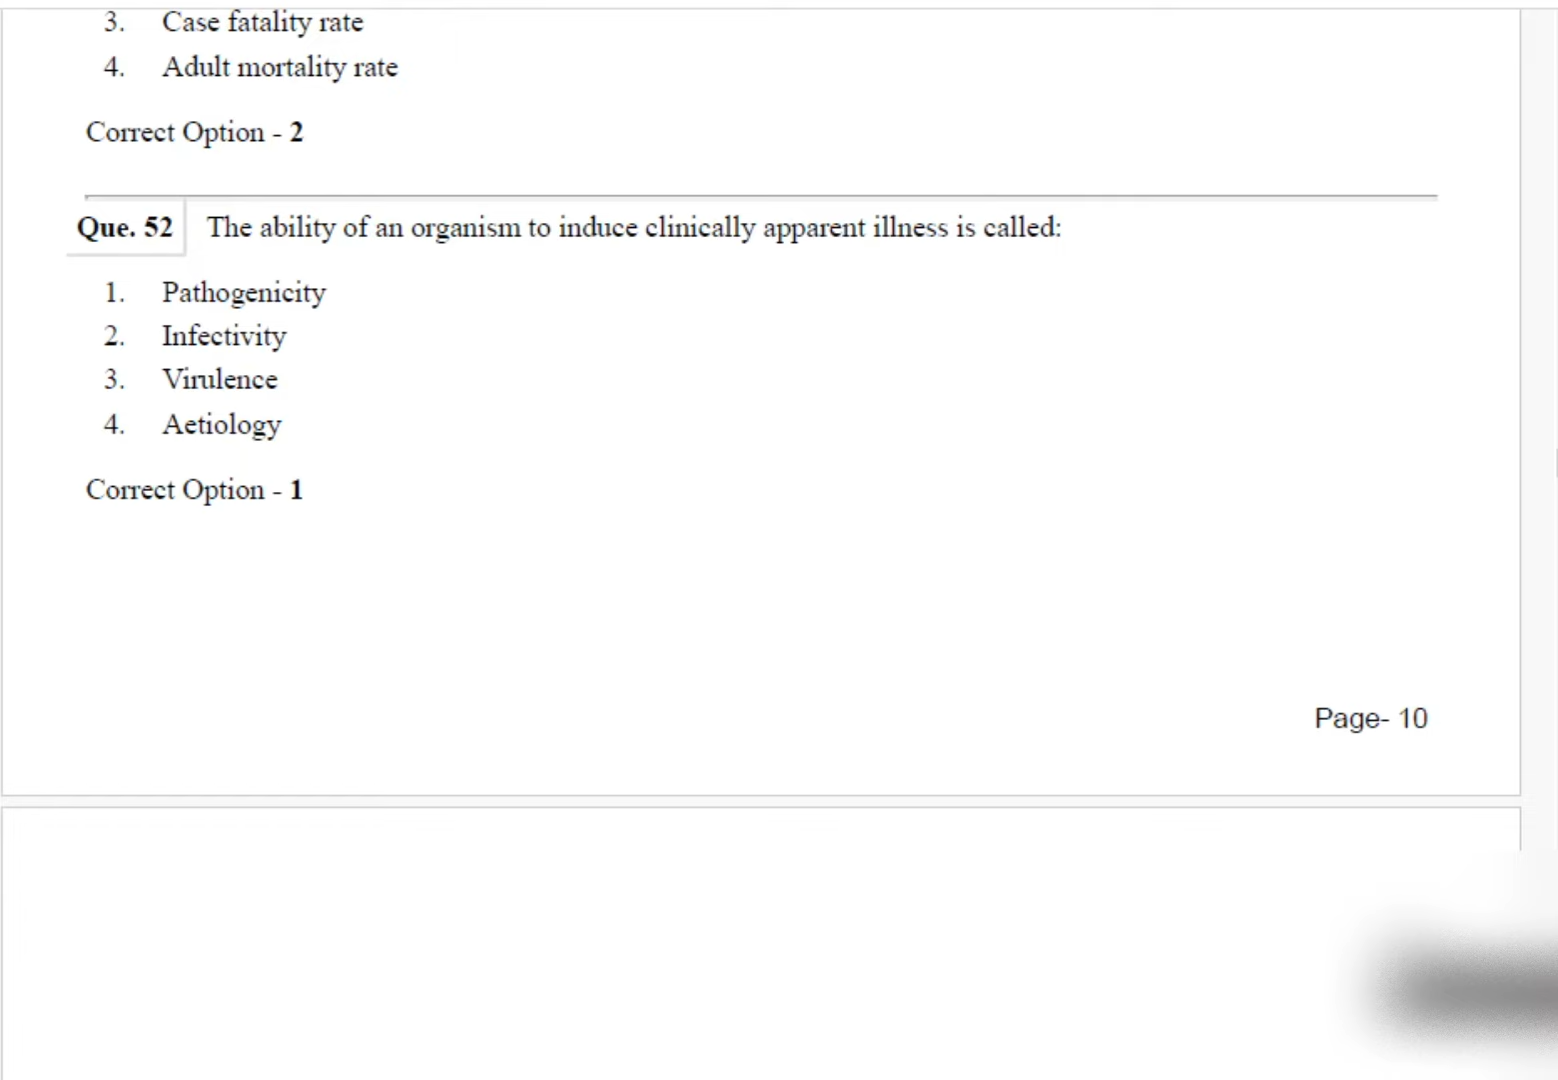 3. Case fatality rate
4. Adult mortality rate
Correct Option - 2
Que. 52 The ability of an organism to induce clinically apparent illness is called:
1. Pathogenicity
2. Infectivity
3. Virulence
4. Aetiology
Correct Option - 1
Page- 10